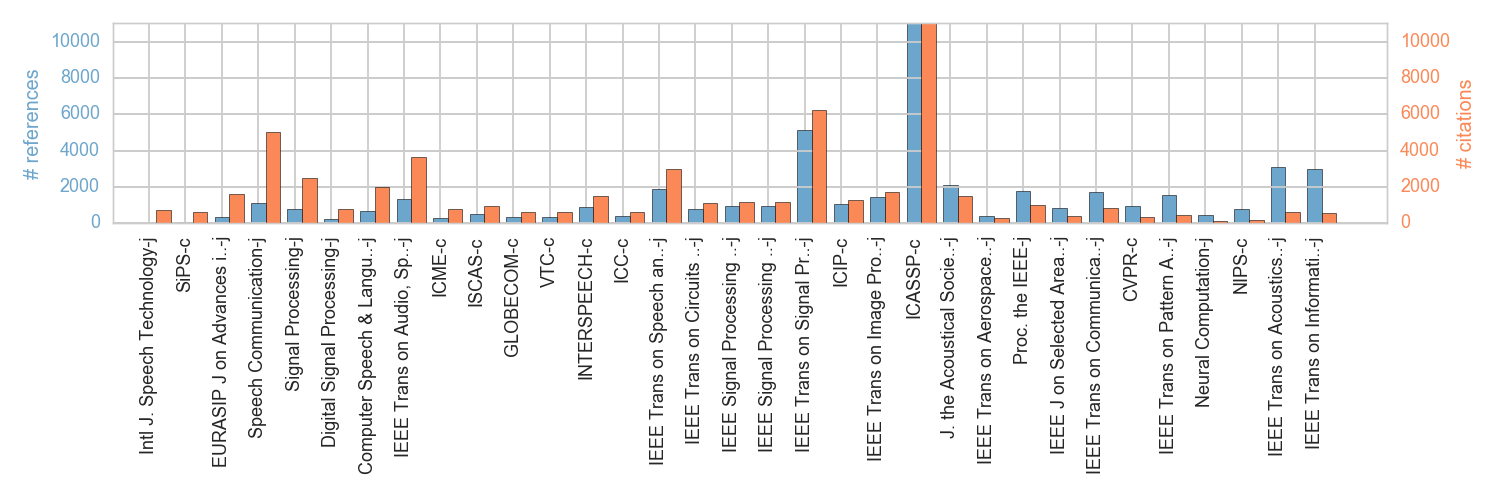 # references
10000
8000
6000
4000
2000
0
10000
8000
6000
4000
2000
0
# citations
Intl J. Speech Technology-j
SiPS-c
EURASIP J on Advances i..-j
Speech Communication-j
Signal Processing-j
Digital Signal Processing-j
Computer Speech & Langu..-j
IEEE Trans on Audio, Sp..-j
ICME-c
ISCAS-c
GLOBECOM-c
VTC-c
INTERSPEECH-c
ICC-c
IEEE Trans on Speech an..-j
IEEE Trans on Circuits ..-j
IEEE Signal Processing ..-j
IEEE Signal Processing ..-j
IEEE Trans on Signal Pr..-j
ICIP-c
IEEE Trans on Image Pro..-j
ICASSP-c
J. the Acoustical Socie..-j
IEEE Trans on Aerospace..-j
Proc. the IEEE-j
IEEE J on Selected Area..-j
IEEE Trans on Communica..-j
CVPR-c
IEEE Trans on Pattern A..-j
Neural Computation-j
NIPS-c
IEEE Trans on Acoustics..-j
IEEE Trans on Informati..-j